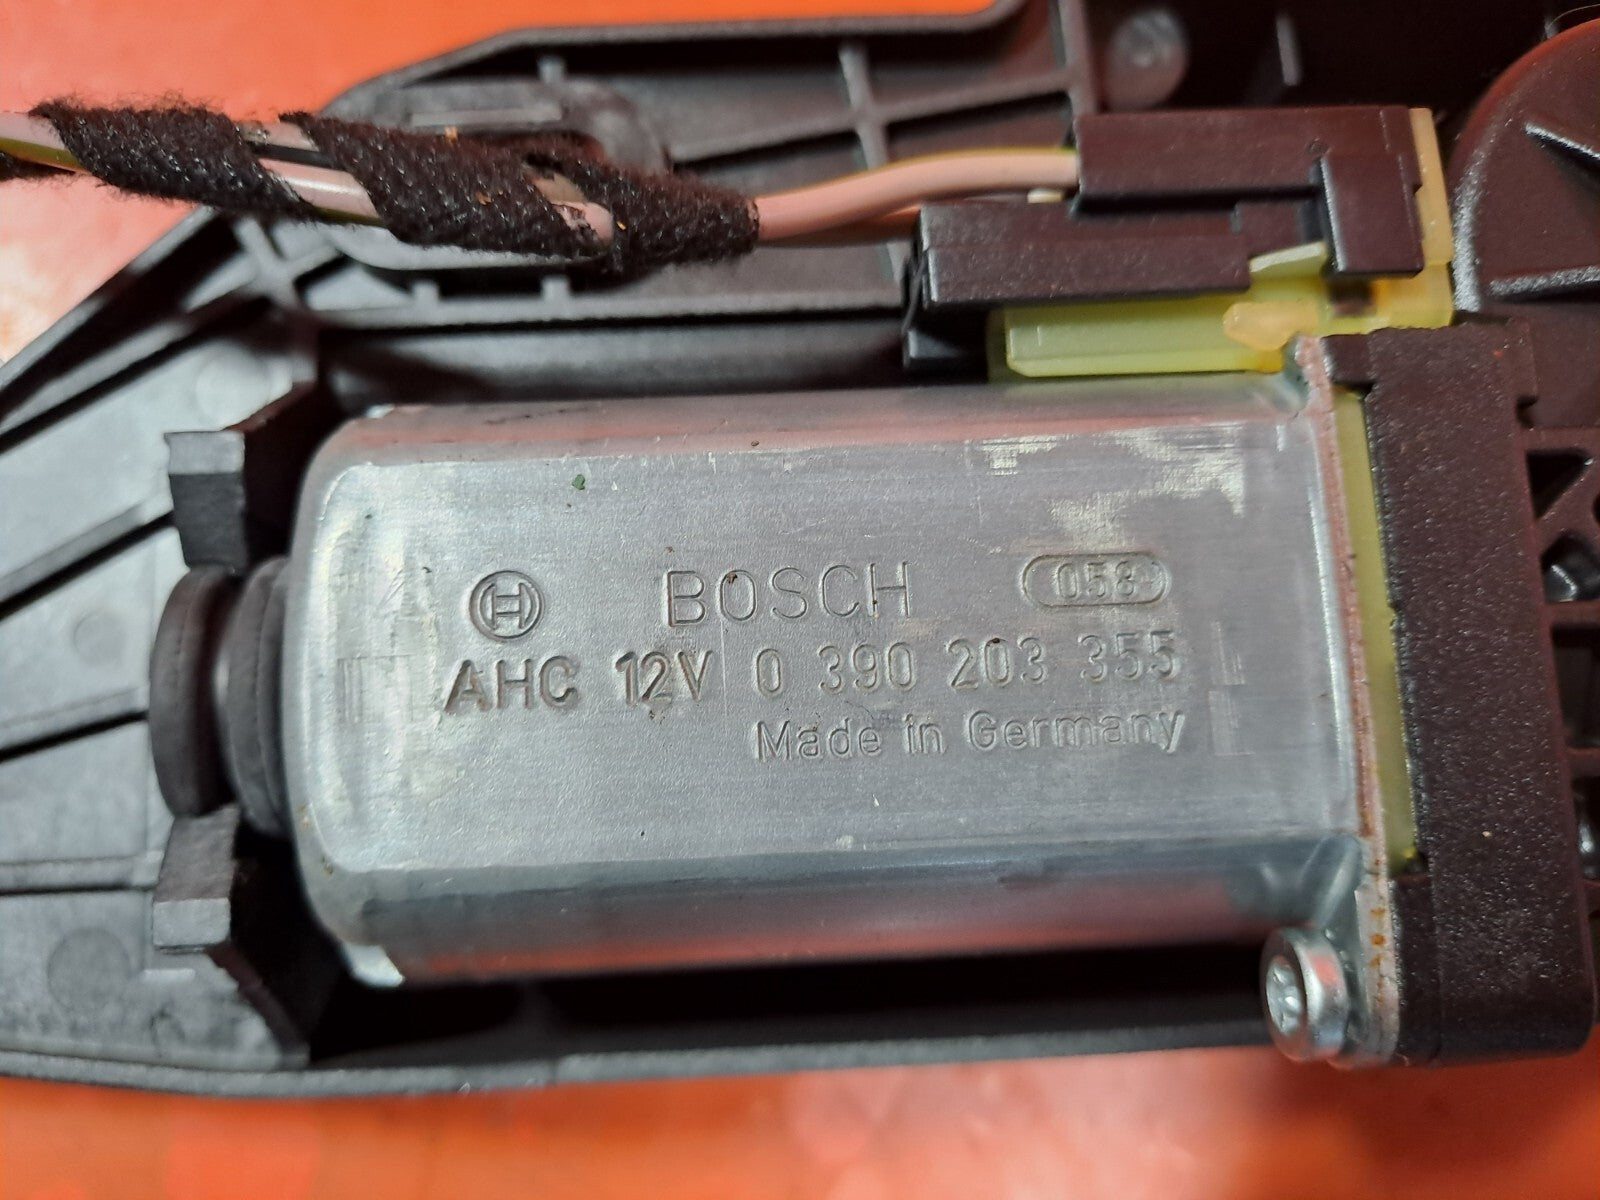 BOSCH 058
AHC 12V 0 390 203 355
Made in Germany